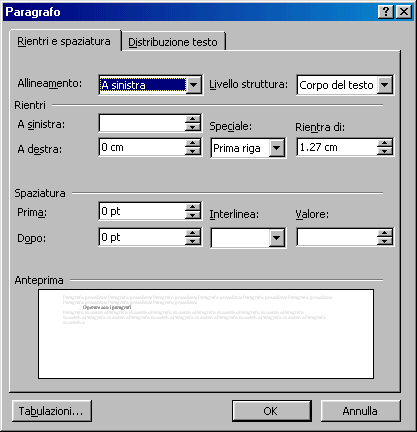 Paragrafo
Rientri e spaziatura Distribuzione testo
Allineamento: A sinistra Livello struttura: Corpo del testo
Rientri
A sinistra: Speciale: Rientra di:
A destra: 0 cm Prima riga 1.27 cm
Spaziatura
Prima: 0 pt Interlinea: Valore:
Dopo: 0 pt
Anteprima
Tabulazioni... OK Annulla